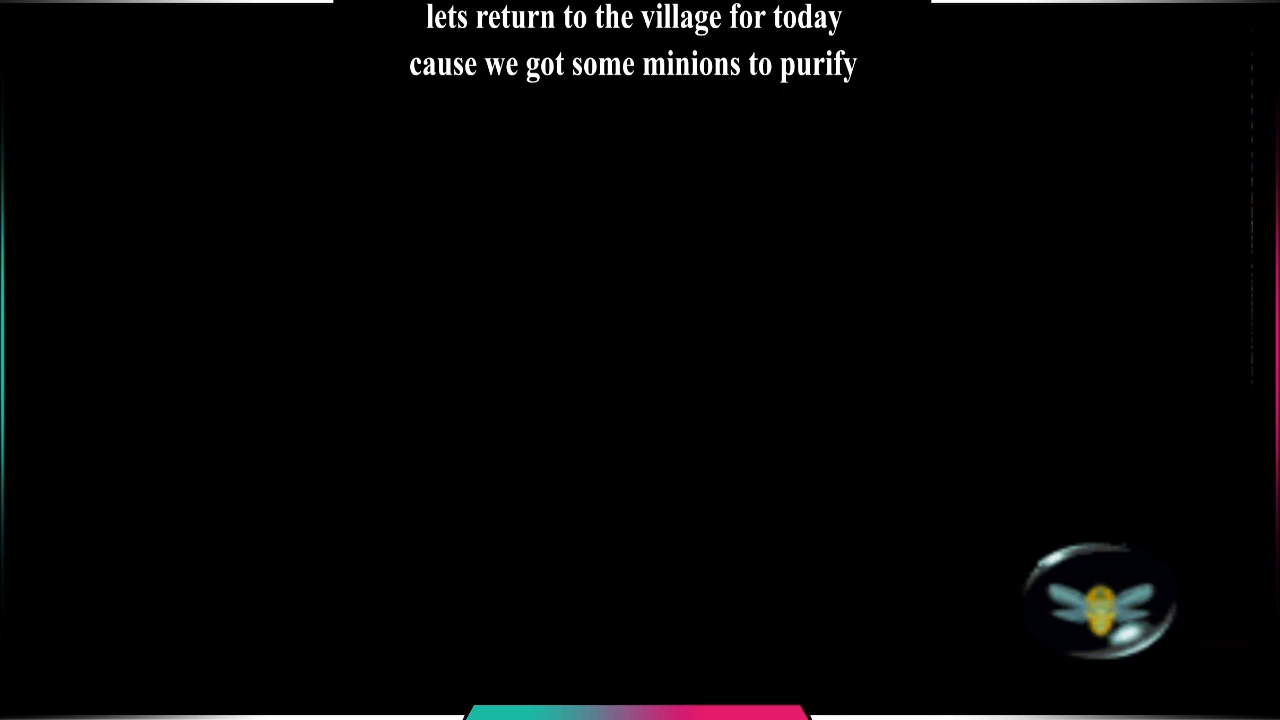 lets return to the village for today
cause we got some minions to purify